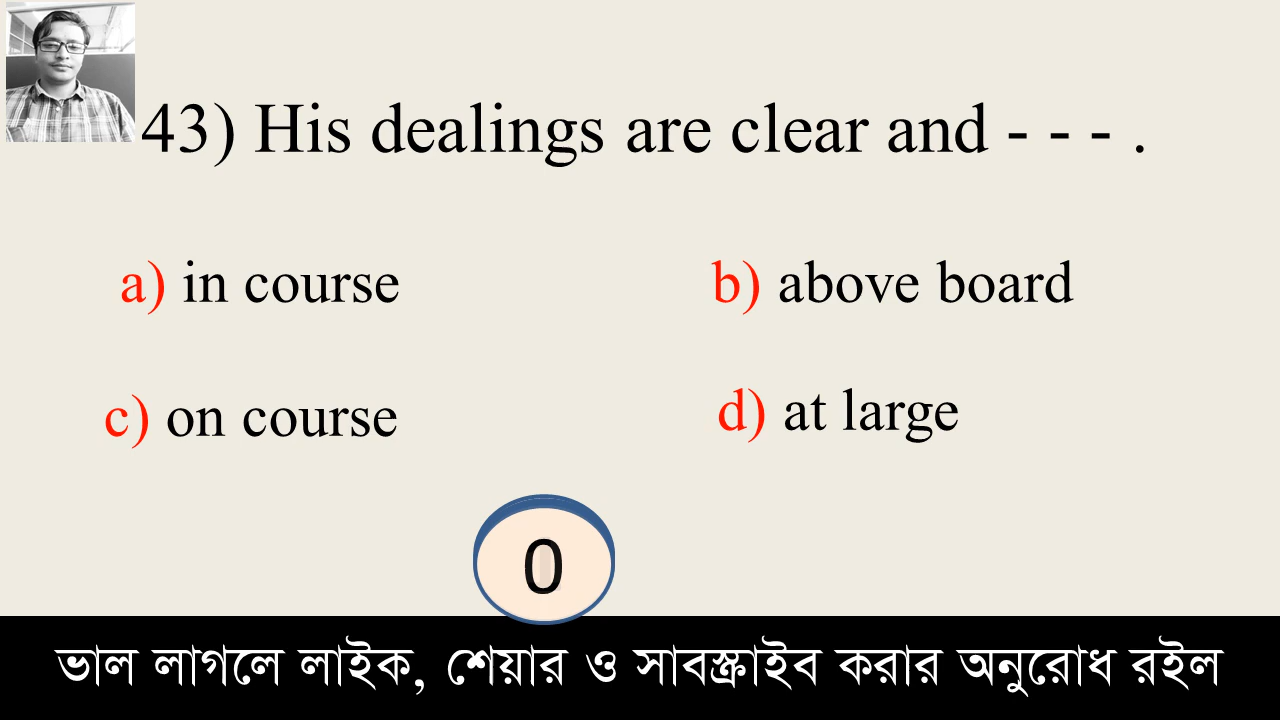 43) His dealings are clear and - - - .
a) in course
b) above board
c) on course
d) at large
0
ভাল লাগলে লাইক, শেয়ার ও সাবস্ক্রাইব করার অনুরোধ রইল